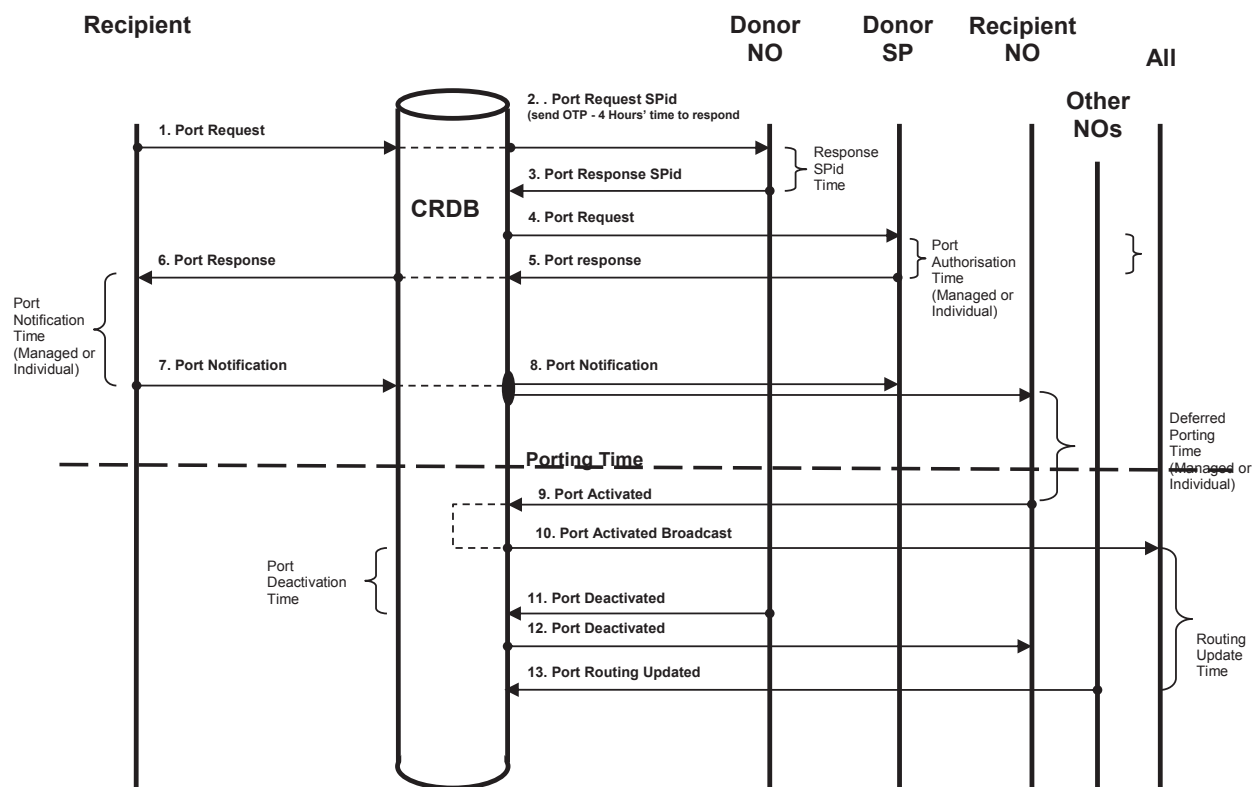 Recipient
Donor
NO
Donor
SP
Recipient
NO
All
Other
NOs
2. . Port Request SPid
(send OTP - 4 Hours' time to respond
1. Port Request
Response
SPid
Time
3. Port Response SPid
CRDB
4. Port Request
Port
Authorisation
Time
(Managed or
Individual)
6. Port Response
5. Port response
Port
Notification
Time
(Managed or
Individual)
7. Port Notification
8. Port Notification
Deferred
Porting
Time
(Managed or
Individual)
Porting Time
9. Port Activated
10. Port Activated Broadcast
Port
Deactivation
Time
11. Port Deactivated
12. Port Deactivated
Routing
Update
Time
13. Port Routing Updated